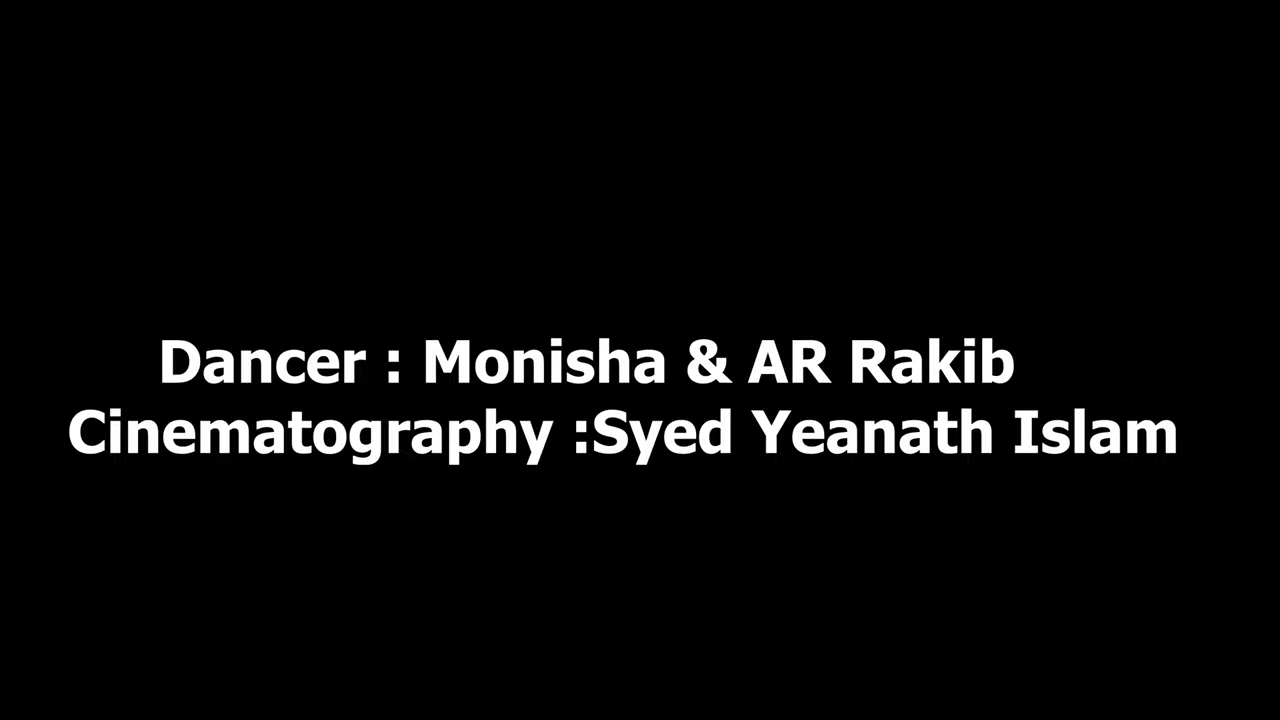 Dancer : Monisha & AR Rakib
Cinematography :Syed Yeanath Islam